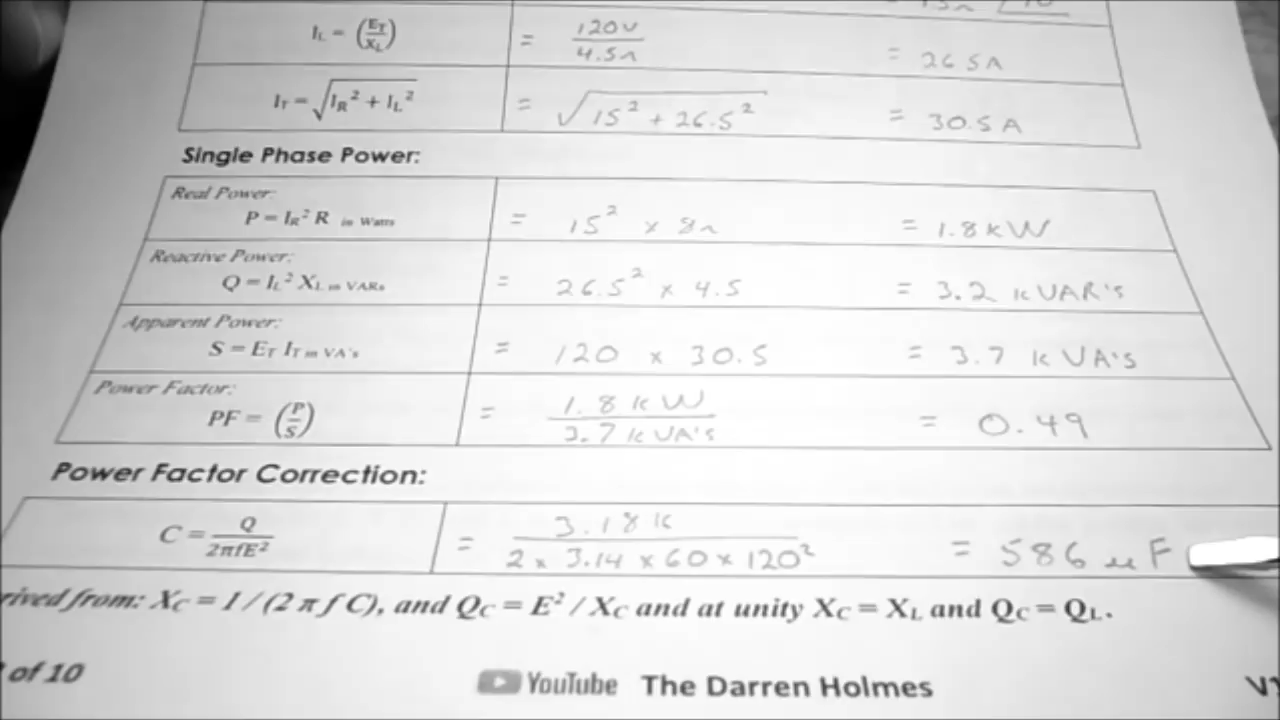 15Ω
I_L = (E_T/X_L) = 120V/4.5Ω = 26.5A
I_T = √I_R² + I_L² = √15² + 26.5² = 30.5A
Single Phase Power:
Real Power:
P = I_R² R in Watts = 15² x 8Ω = 1.8kW
Reactive Power:
Q = I_L² X_L in VARs = 26.5² x 4.5 = 3.2 kVAR's
Apparent Power:
S = E_T I_T in VA's = 120 x 30.5 = 3.7 kVA's
Power Factor:
PF = (P/S) = 1.8 kW/3.7 kVA's = 0.49
Power Factor Correction:
C = Q/2πfE² = 3.18k/2 x 3.14 x 60 x 120² = 586 uF
rived from: X_C = 1 / (2 π f C), and Q_C = E² / X_C and at unity X_C = X_L and Q_C = Q_L.
of 10
YouTube The Darren Holmes
V1